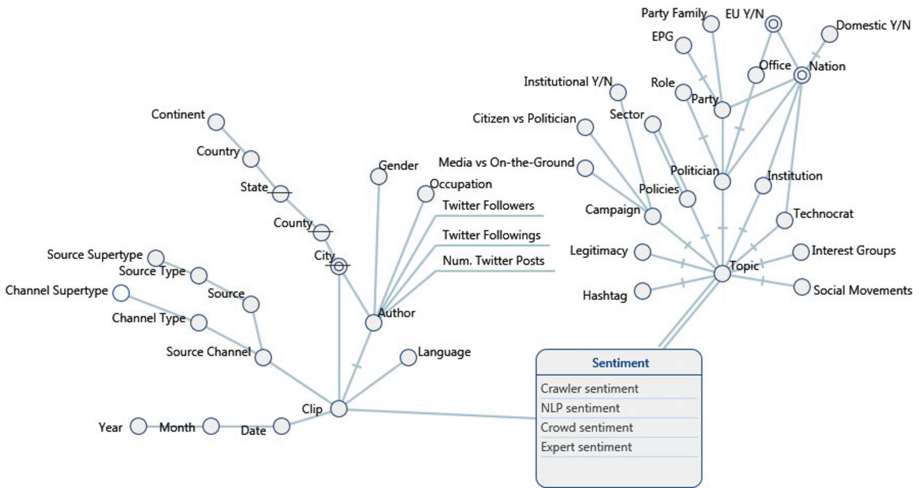 Party Family
EU Y/N
Domestic Y/N
EPG
Office
Nation
Institutional Y/N
Role
Party
Continent
Citizen vs Politician
Sector
Country
Media vs On-the-Ground
Gender
Politician
Institution
State
Occupation
Policies
Twitter Followers
Campaign
Technocrat
County
Twitter Followings
Legitimacy
Interest Groups
Source Supertype
City
Num. Twitter Posts
Topic
Source Type
Channel Supertype
Source
Hashtag
Social Movements
Channel Type
Author
Source Channel
Language
Sentiment
Crawler sentiment
NLP sentiment
Crowd sentiment
Expert sentiment
Clip
Year
Month
Date